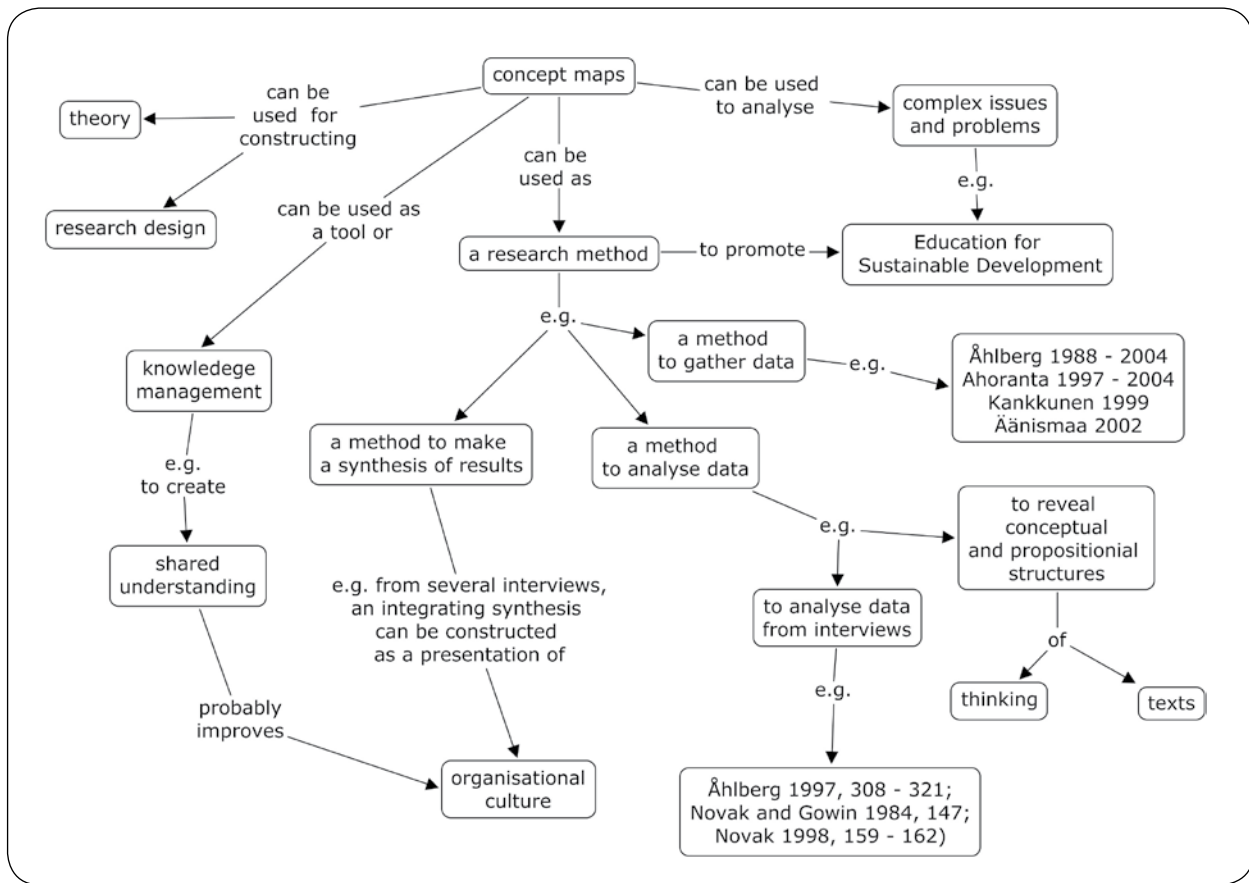 concept maps
can be
used for
constructing
theory
research design
can be used
to analyse
complex issues
and problems
e.g.
Education for
Sustainable Development
can be
used as
a research method
to promote
can be used as
a tool or
knowledege
management
e.g.
to create
shared
understanding
probably
improves
e.g.
a method
to gather data
e.g.
Åhlberg 1988 - 2004
Ahoranta 1997 - 2004
Kankkunen 1999
Äänismaa 2002
a method to make
a synthesis of results
e.g. from several interviews,
an integrating synthesis
can be constructed
as a presentation of
organisational
culture
a method
to analyse data
e.g.
to reveal
conceptual
and propositionial
structures
of
thinking
texts
to analyse data
from interviews
e.g.
Åhlberg 1997, 308 - 321;
Novak and Gowin 1984, 147;
Novak 1998, 159 - 162)